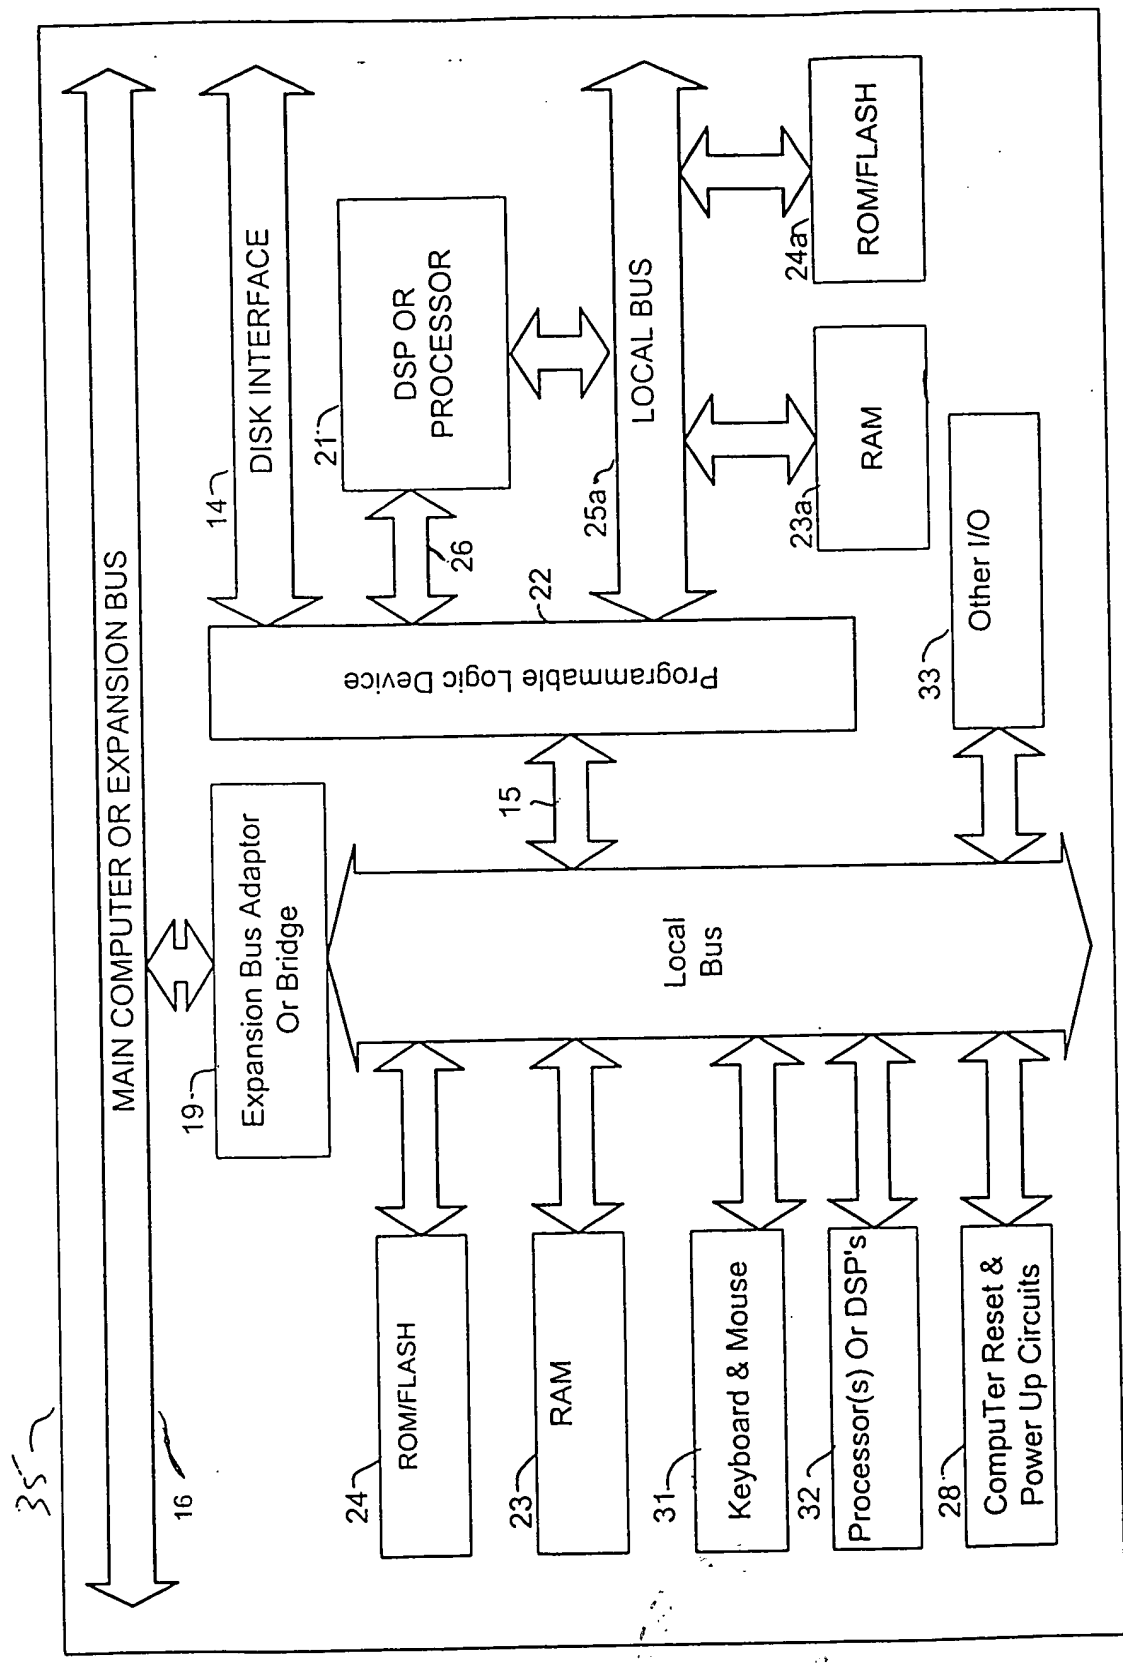 35
MAIN COMPUTER OR EXPANSION BUS
16
19
Expansion Bus Adaptor
Or Bridge
14
DISK INTERFACE
21
DSP OR
PROCESSOR
26
22
Programmable Logic Device
25a
LOCAL BUS
24a
ROM/FLASH
23a
RAM
15
33
Other I/O
Local
Bus
24
ROM/FLASH
23
RAM
31
Keyboard & Mouse
32
Processor(s) Or DSP's
28
CompuTer Reset &
Power Up Circuits